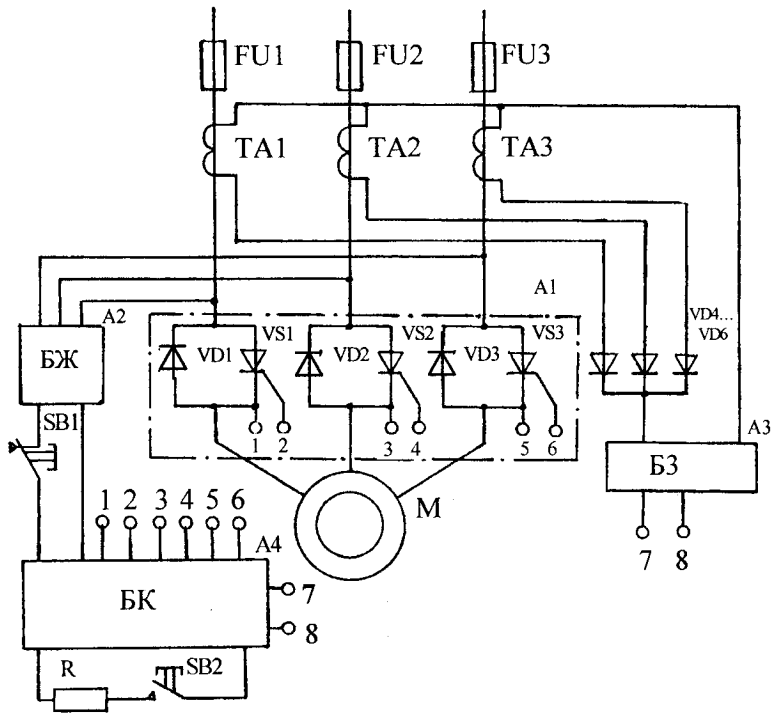 FU1 FU2 FU3
TA1 TA2 TA3
A1
A2
VD4...
VD6
БЖ
VD1 VS1 VD2 VS2 VD3 VS3
SB1
1 2 3 4 5 6
A3
БЗ
M
7 8
1 2 3 4 5 6
A4
БК
7
8
R
SB2